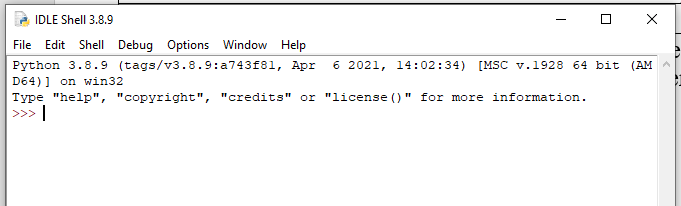 IDLE Shell 3.8.9
File Edit Shell Debug Options Window Help
Python 3.8.9 (tags/v3.8.9:a743f81, Apr  6 2021, 14:02:34) [MSC v.1928 64 bit (AM
D64)] on win32
Type "help", "copyright", "credits" or "license()" for more information.
>>>